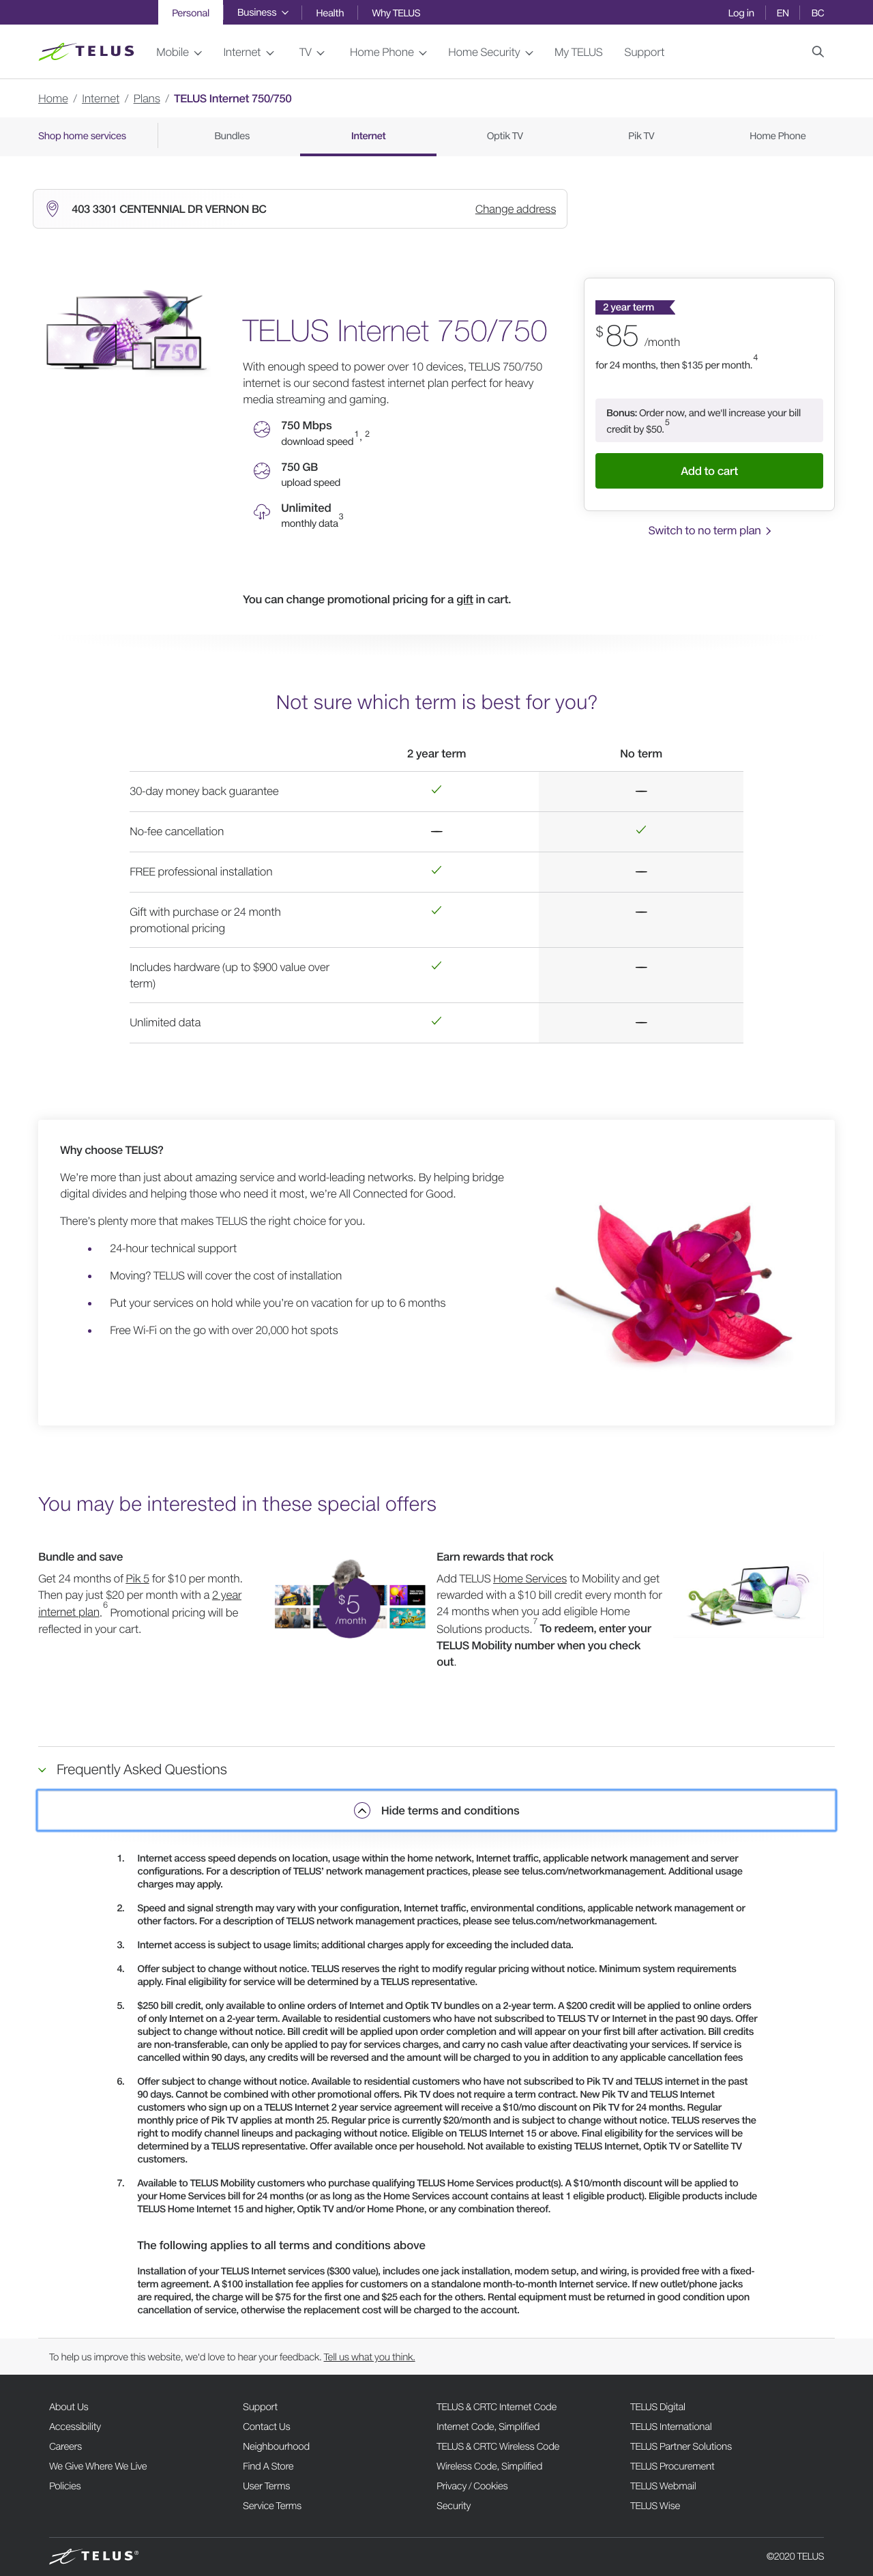 Personal Business Health Why TELUS Log in EN BC
TELUS Mobile Internet TV Home Phone Home Security My TELUS Support
Home / Internet / Plans / TELUS Internet 750/750
Shop home services Bundles Internet Optik TV Pik TV Home Phone
403 3301 CENTENNIAL DR VERNON BC Change address
750
TELUS Internet 750/750
With enough speed to power over 10 devices, TELUS 750/750
internet is our second fastest internet plan perfect for heavy
media streaming and gaming.
750 Mbps
download speed1, 2
750 GB
upload speed
Unlimited
monthly data3
You can change promotional pricing for a gift in cart.
2 year term
$85 /month
for 24 months, then $135 per month.4
Bonus: Order now, and we'll increase your bill
credit by $50.5
Add to cart
Switch to no term plan
Not sure which term is best for you?
2 year term No term
30-day money back guarantee
No-fee cancellation
FREE professional installation
Gift with purchase or 24 month
promotional pricing
Includes hardware (up to $900 value over
term)
Unlimited data
Why choose TELUS?
We're more than just about amazing service and world-leading networks. By helping bridge
digital divides and helping those who need it most, we're All Connected for Good.
There's plenty more that makes TELUS the right choice for you.
• 24-hour technical support
• Moving? TELUS will cover the cost of installation
• Put your services on hold while you're on vacation for up to 6 months
• Free Wi-Fi on the go with over 20,000 hot spots
You may be interested in these special offers
Bundle and save
Get 24 months of Pik 5 for $10 per month.
Then pay just $20 per month with a 2 year
internet plan.6 Promotional pricing will be
reflected in your cart.
$5
/month
Earn rewards that rock
Add TELUS Home Services to Mobility and get
rewarded with a $10 bill credit every month for
24 months when you add eligible Home
Solutions products.7 To redeem, enter your
TELUS Mobility number when you check
out.
Frequently Asked Questions
Hide terms and conditions
1. Internet access speed depends on location, usage within the home network, Internet traffic, applicable network management and server
configurations. For a description of TELUS' network management practices, please see telus.com/networkmanagement. Additional usage
charges may apply.
2. Speed and signal strength may vary with your configuration, Internet traffic, environmental conditions, applicable network management or
other factors. For a description of TELUS network management practices, please see telus.com/networkmanagement.
3. Internet access is subject to usage limits; additional charges apply for exceeding the included data.
4. Offer subject to change without notice. TELUS reserves the right to modify regular pricing without notice. Minimum system requirements
apply. Final eligibility for service will be determined by a TELUS representative.
5. $250 bill credit, only available to online orders of Internet and Optik TV bundles on a 2-year term. A $200 credit will be applied to online orders
of only Internet on a 2-year term. Available to residential customers who have not subscribed to TELUS TV or Internet in the past 90 days. Offer
subject to change without notice. Bill credit will be applied upon order completion and will appear on your first bill after activation. Bill credits
are non-transferable, can only be applied to pay for services charges, and carry no cash value after deactivating your services. If service is
cancelled within 90 days, any credits will be reversed and the amount will be charged to you in addition to any applicable cancellation fees
6. Offer subject to change without notice. Available to residential customers who have not subscribed to Pik TV and TELUS internet in the past
90 days. Cannot be combined with other promotional offers. Pik TV does not require a term contract. New Pik TV and TELUS Internet
customers who sign up on a TELUS Internet 2 year service agreement will receive a $10/mo discount on Pik TV for 24 months. Regular
monthly price of Pik TV applies at month 25. Regular price is currently $20/month and is subject to change without notice. TELUS reserves the
right to modify channel lineups and packaging without notice. Eligible on TELUS Internet 15 or above. Final eligibility for the services will be
determined by a TELUS representative. Offer available once per household. Not available to existing TELUS Internet, Optik TV or Satellite TV
customers.
7. Available to TELUS Mobility customers who purchase qualifying TELUS Home Services product(s). A $10/month discount will be applied to
your Home Services bill for 24 months (or as long as the Home Services account contains at least 1 eligible product). Eligible products include
TELUS Home Internet 15 and higher, Optik TV and/or Home Phone, or any combination thereof.
The following applies to all terms and conditions above
Installation of your TELUS Internet services ($300 value), includes one jack installation, modem setup, and wiring, is provided free with a fixed-
term agreement. A $100 installation fee applies for customers on a standalone month-to-month Internet service. If new outlet/phone jacks
are required, the charge will be $75 for the first one and $25 each for the others. Rental equipment must be returned in good condition upon
cancellation of service, otherwise the replacement cost will be charged to the account.
To help us improve this website, we'd love to hear your feedback. Tell us what you think.
About Us Support TELUS & CRTC Internet Code TELUS Digital
Accessibility Contact Us Internet Code, Simplified TELUS International
Careers Neighbourhood TELUS & CRTC Wireless Code TELUS Partner Solutions
We Give Where We Live Find A Store Wireless Code, Simplified TELUS Procurement
Policies User Terms Privacy / Cookies TELUS Webmail
Service Terms Security TELUS Wise
TELUS® ©2020 TELUS